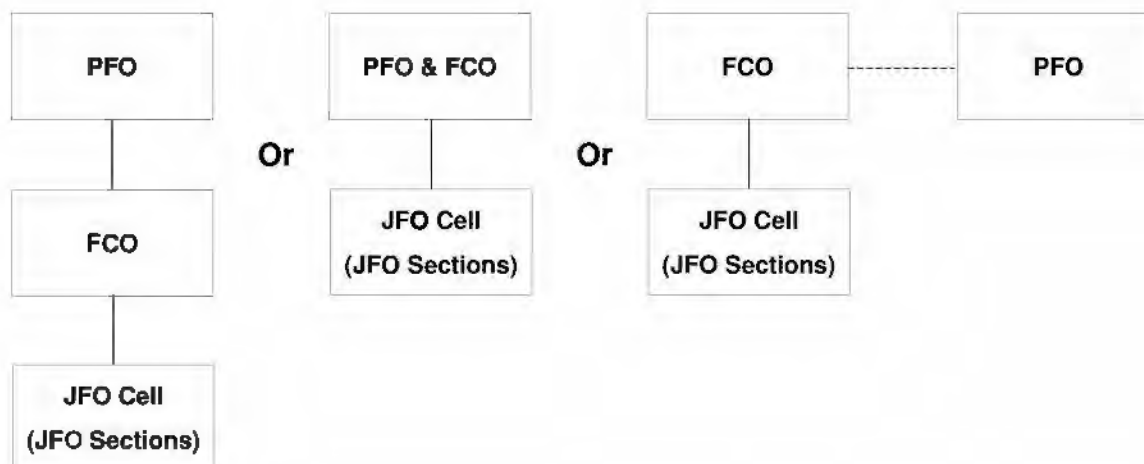 PFO
FCO
JFO Cell
(JFO Sections)
Or
PFO & FCO
JFO Cell
(JFO Sections)
Or
FCO
PFO
JFO Cell
(JFO Sections)